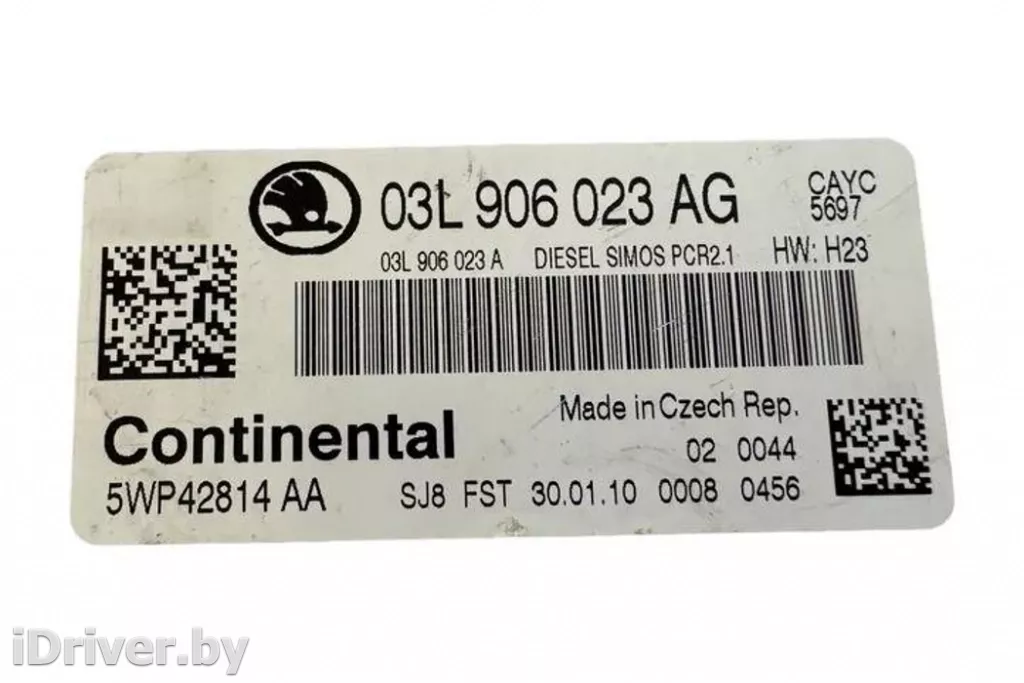 03L 906 023 AG CAYC
5697
03L 906 023 A DIESEL SIMOS PCR2.1 HW: H23
Made in Czech Rep.
Continental
02 0044
5WP42814 AA SJ8 FST 30.01.10 0008 0456
iDriver.by